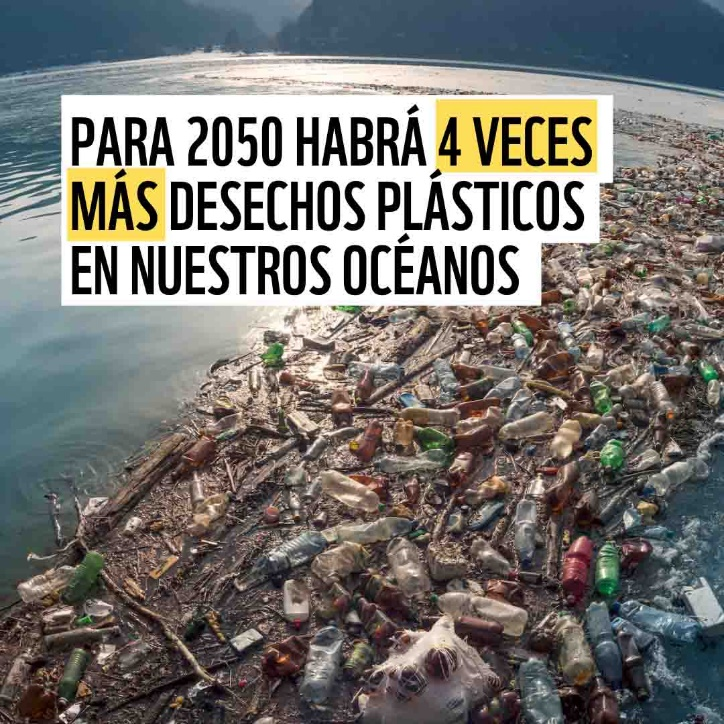 PARA 2050 HABRÁ 4 VECES
MÁS DESECHOS PLÁSTICOS
EN NUESTROS OCÉANOS